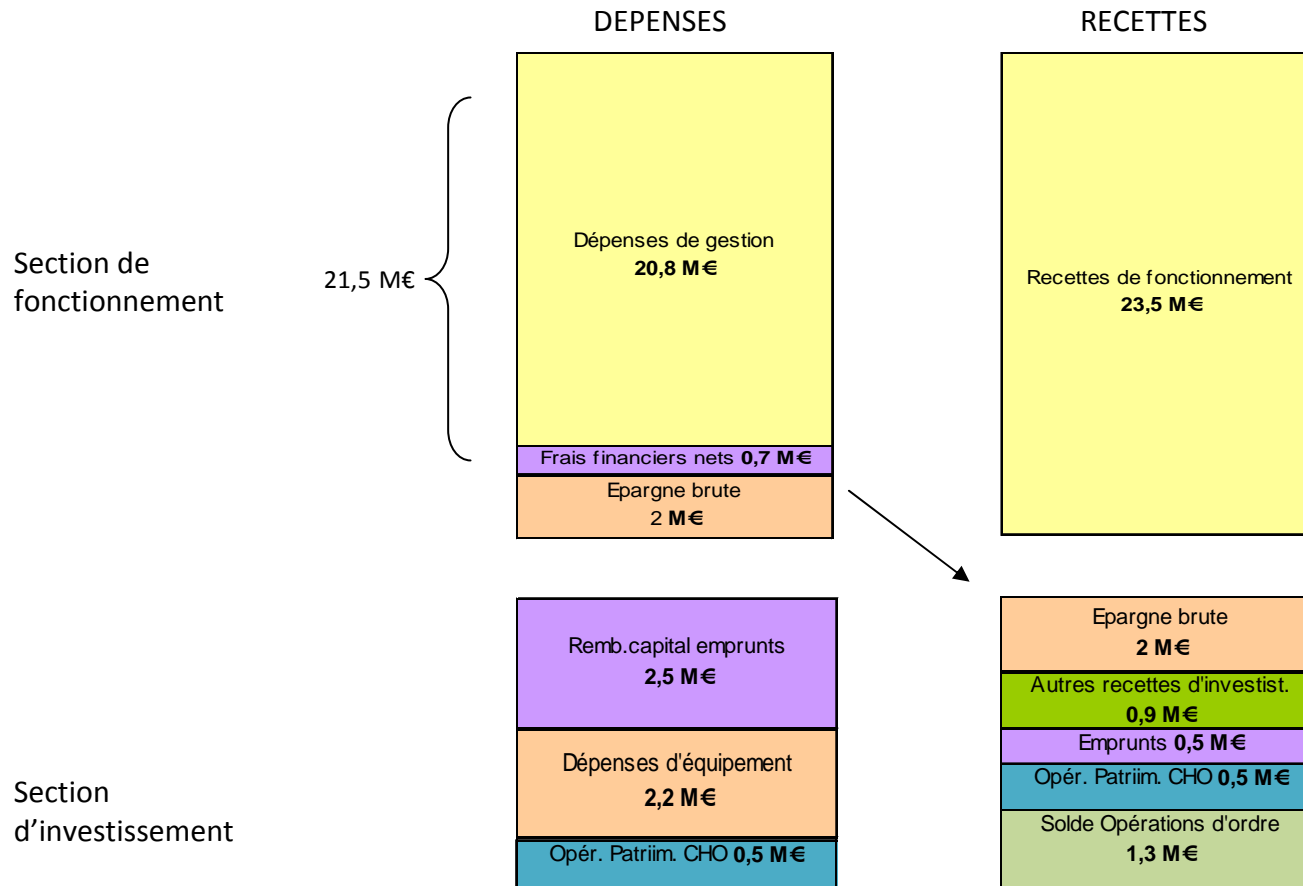 DEPENSES
RECETTES
Section de
fonctionnement
21,5 M€
Dépenses de gestion
20,8 M€
Frais financiers nets 0,7 M€
Epargne brute
2 M€
Recettes de fonctionnement
23,5 M€
Section
d'investissement
Remb.capital emprunts
2,5 M€
Dépenses d'équipement
2,2 M€
Opér. Patriim. CHO 0,5 M€
Epargne brute
2 M€
Autres recettes d'investist.
0,9 M€
Emprunts 0,5 M€
Opér. Patriim. CHO 0,5 M€
Solde Opérations d'ordre
1,3 M€